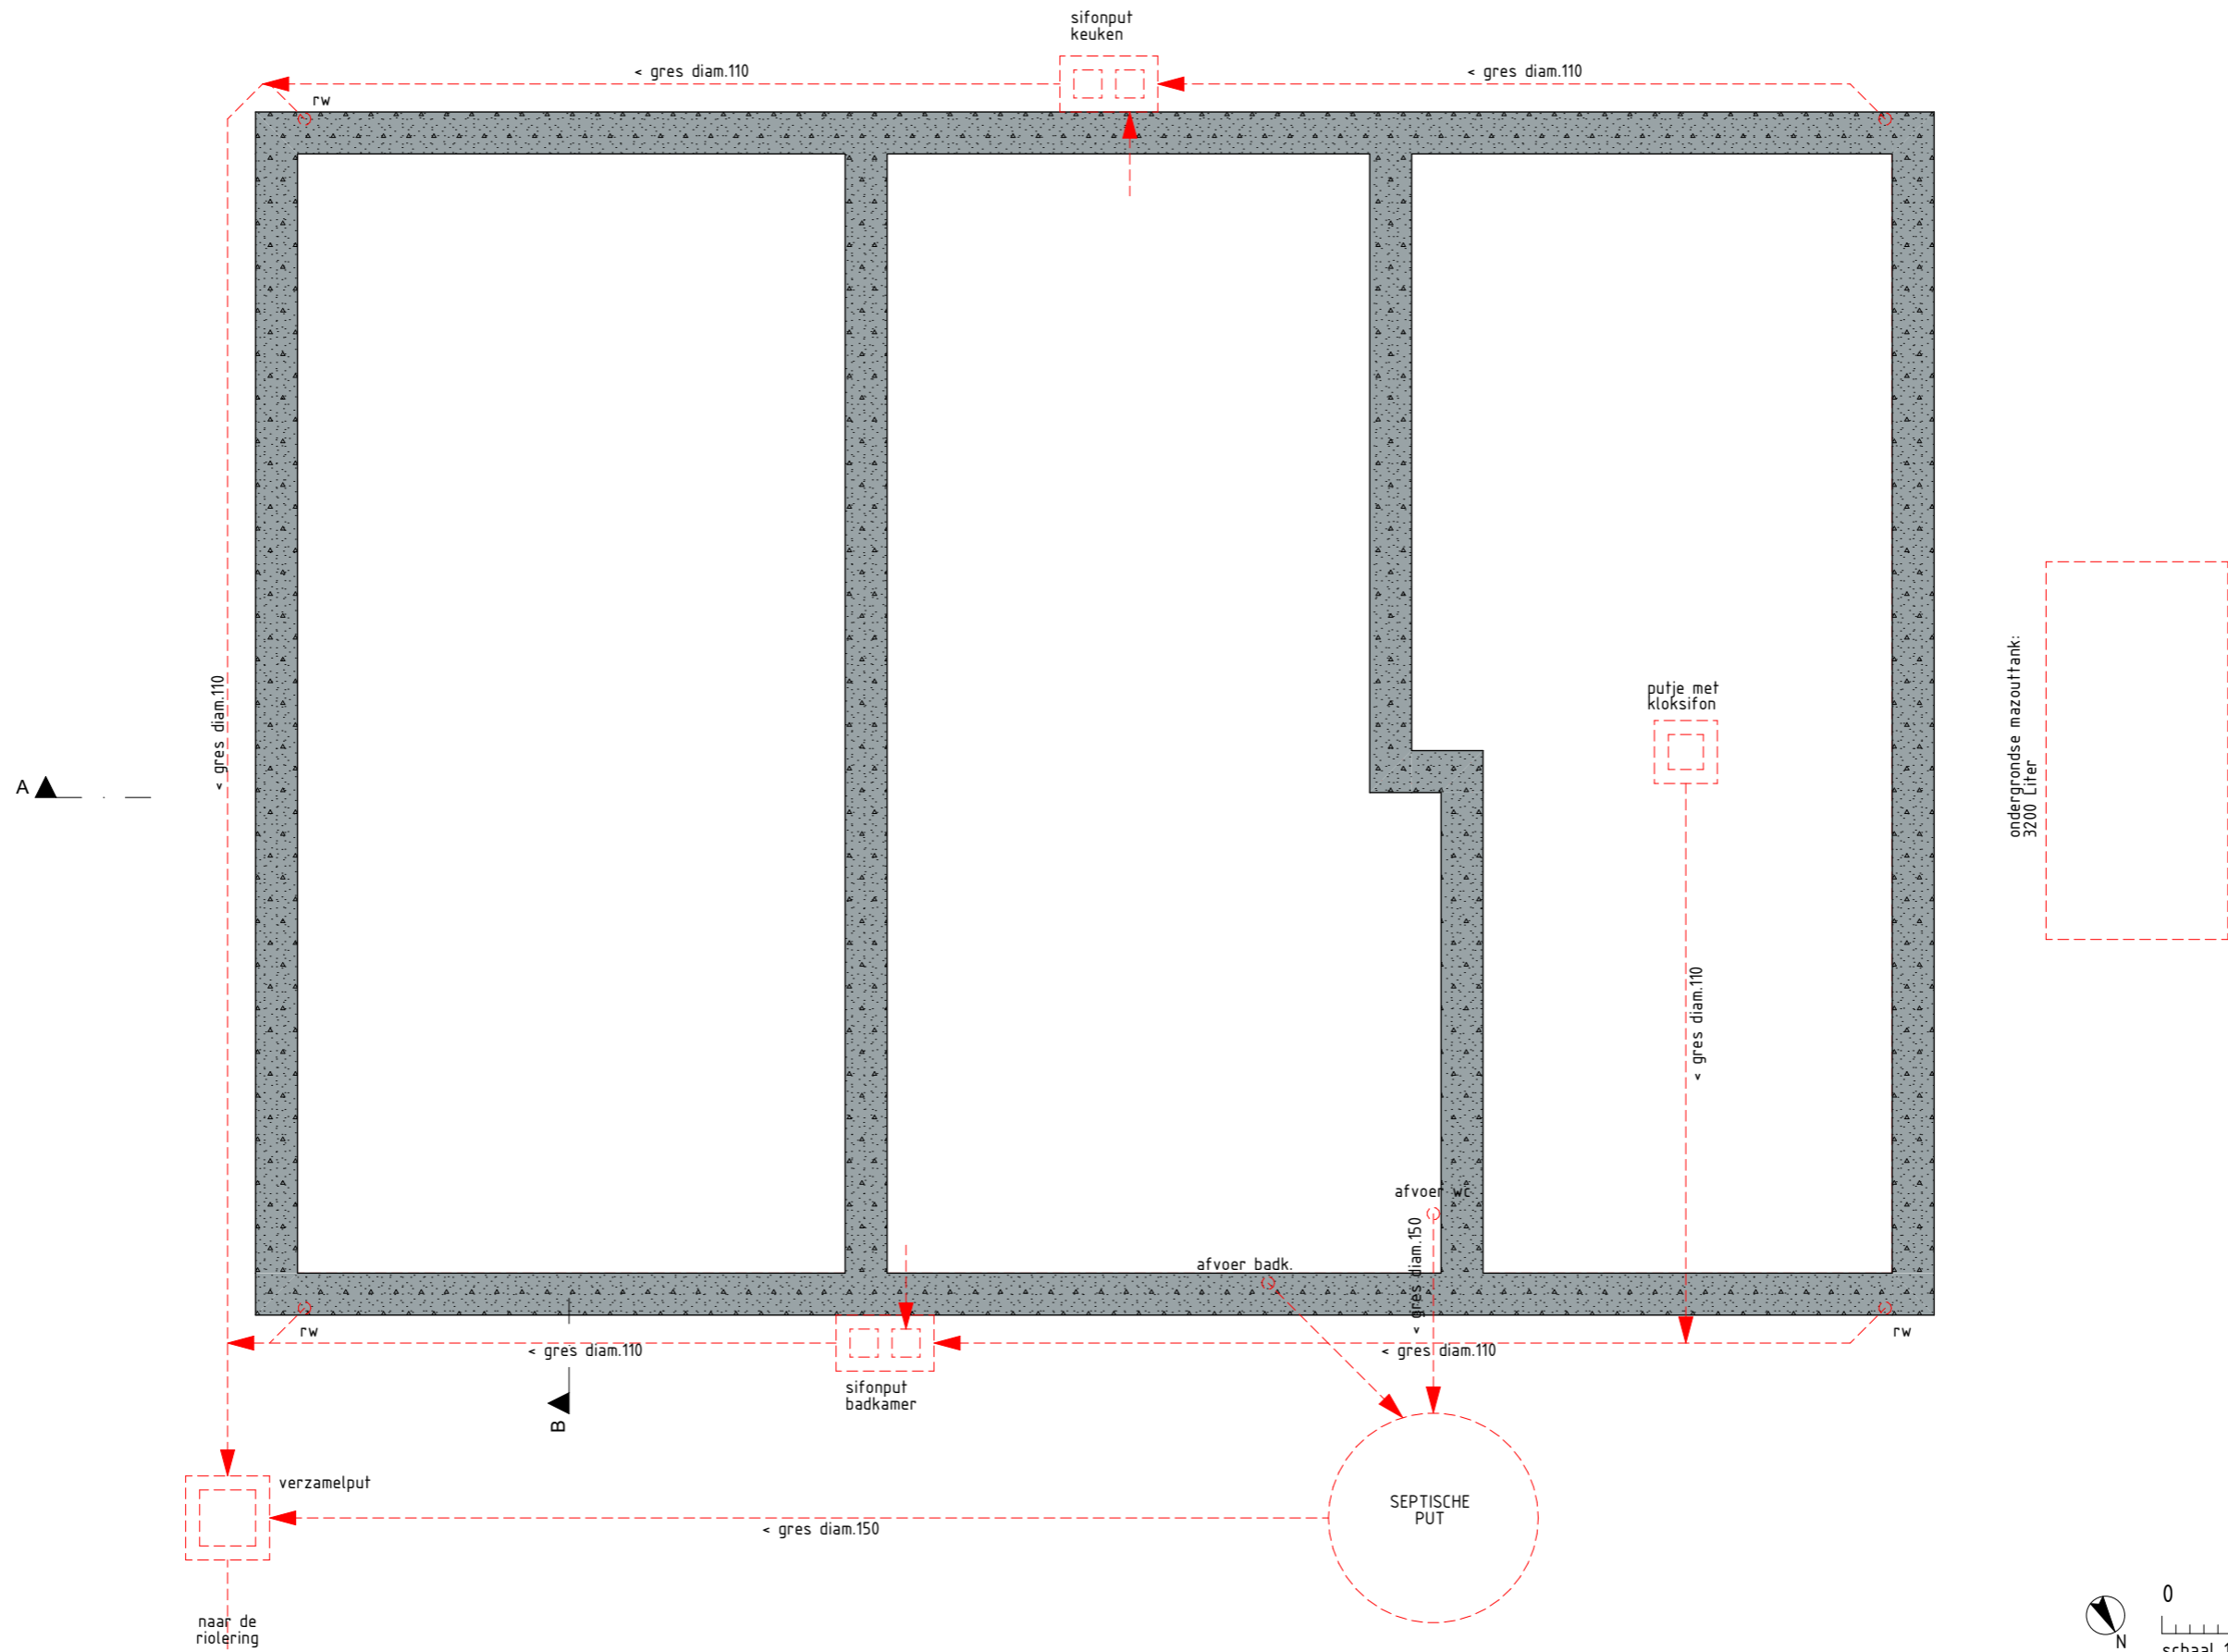 sifonput
keuken
< gres diam.110
< gres diam.110
rw
< gres diam.110
A
putje met
kloksifon
ondergrondse mazouttank:
3200 Liter
< gres diam.110
afvoer wc
< gres diam.150
afvoer badk.
rw
rw
< gres diam.110
< gres diam.110
sifonput
badkamer
B
verzamelput
SEPTISCHE
PUT
< gres diam.150
naar de
riolering
0
N
schaal